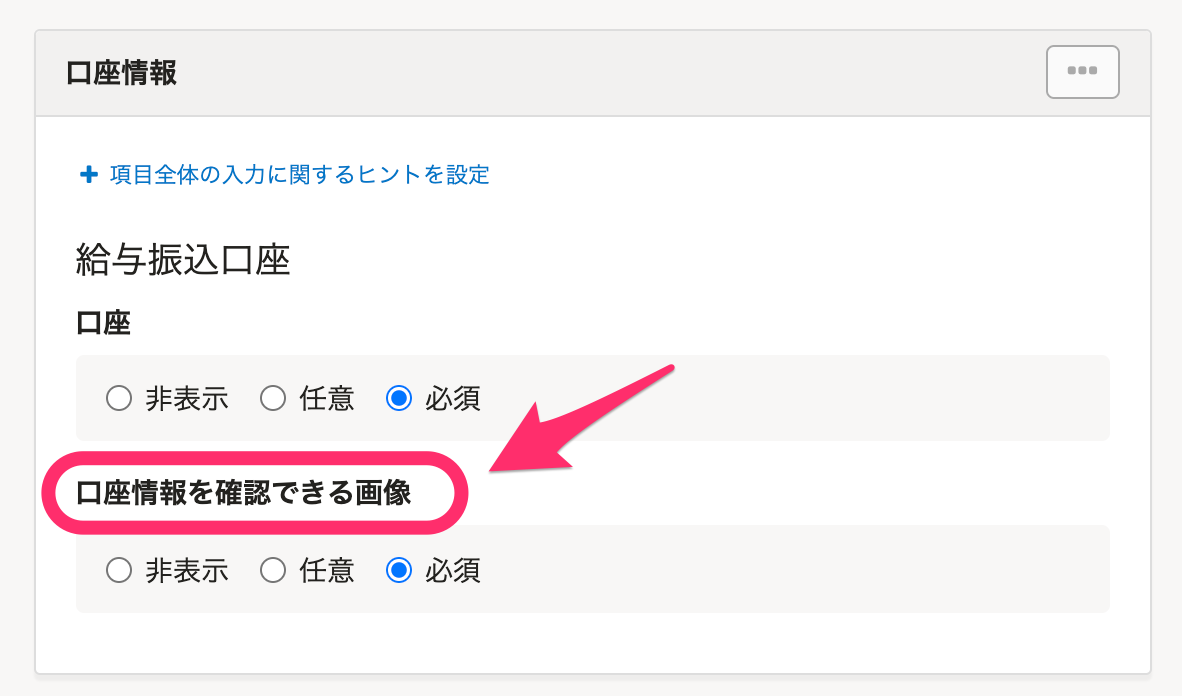 口座情報
+ 項目全体の入力に関するヒントを設定
給与振込口座
口座
非表示 任意 必須
口座情報を確認できる画像
非表示 任意 必須